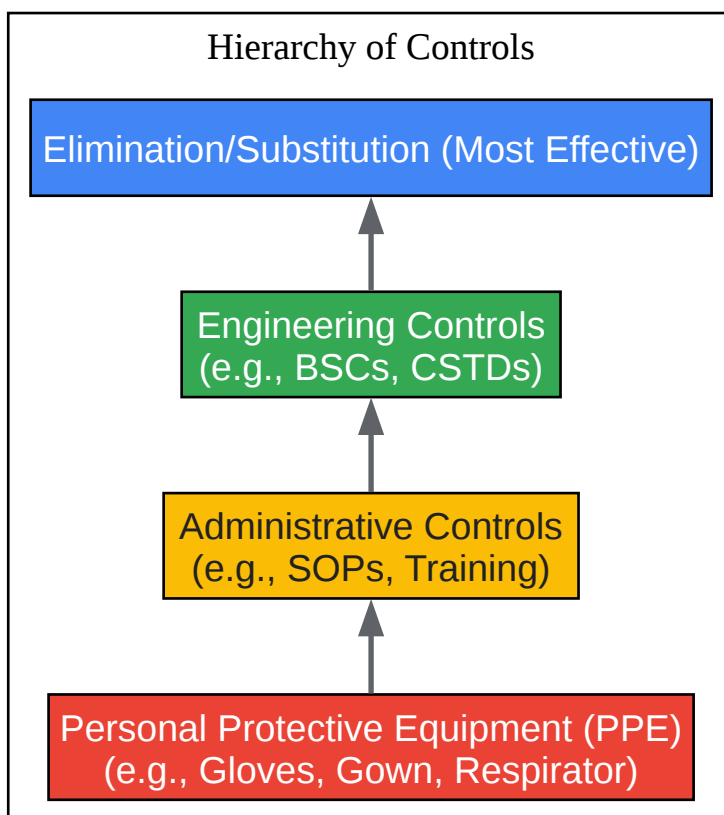 Hierarchy of Controls
Elimination/Substitution (Most Effective)
Engineering Controls
(e.g., BSCs, CSTDs)
Administrative Controls
(e.g., SOPs, Training)
Personal Protective Equipment (PPE)
(e.g., Gloves, Gown, Respirator)